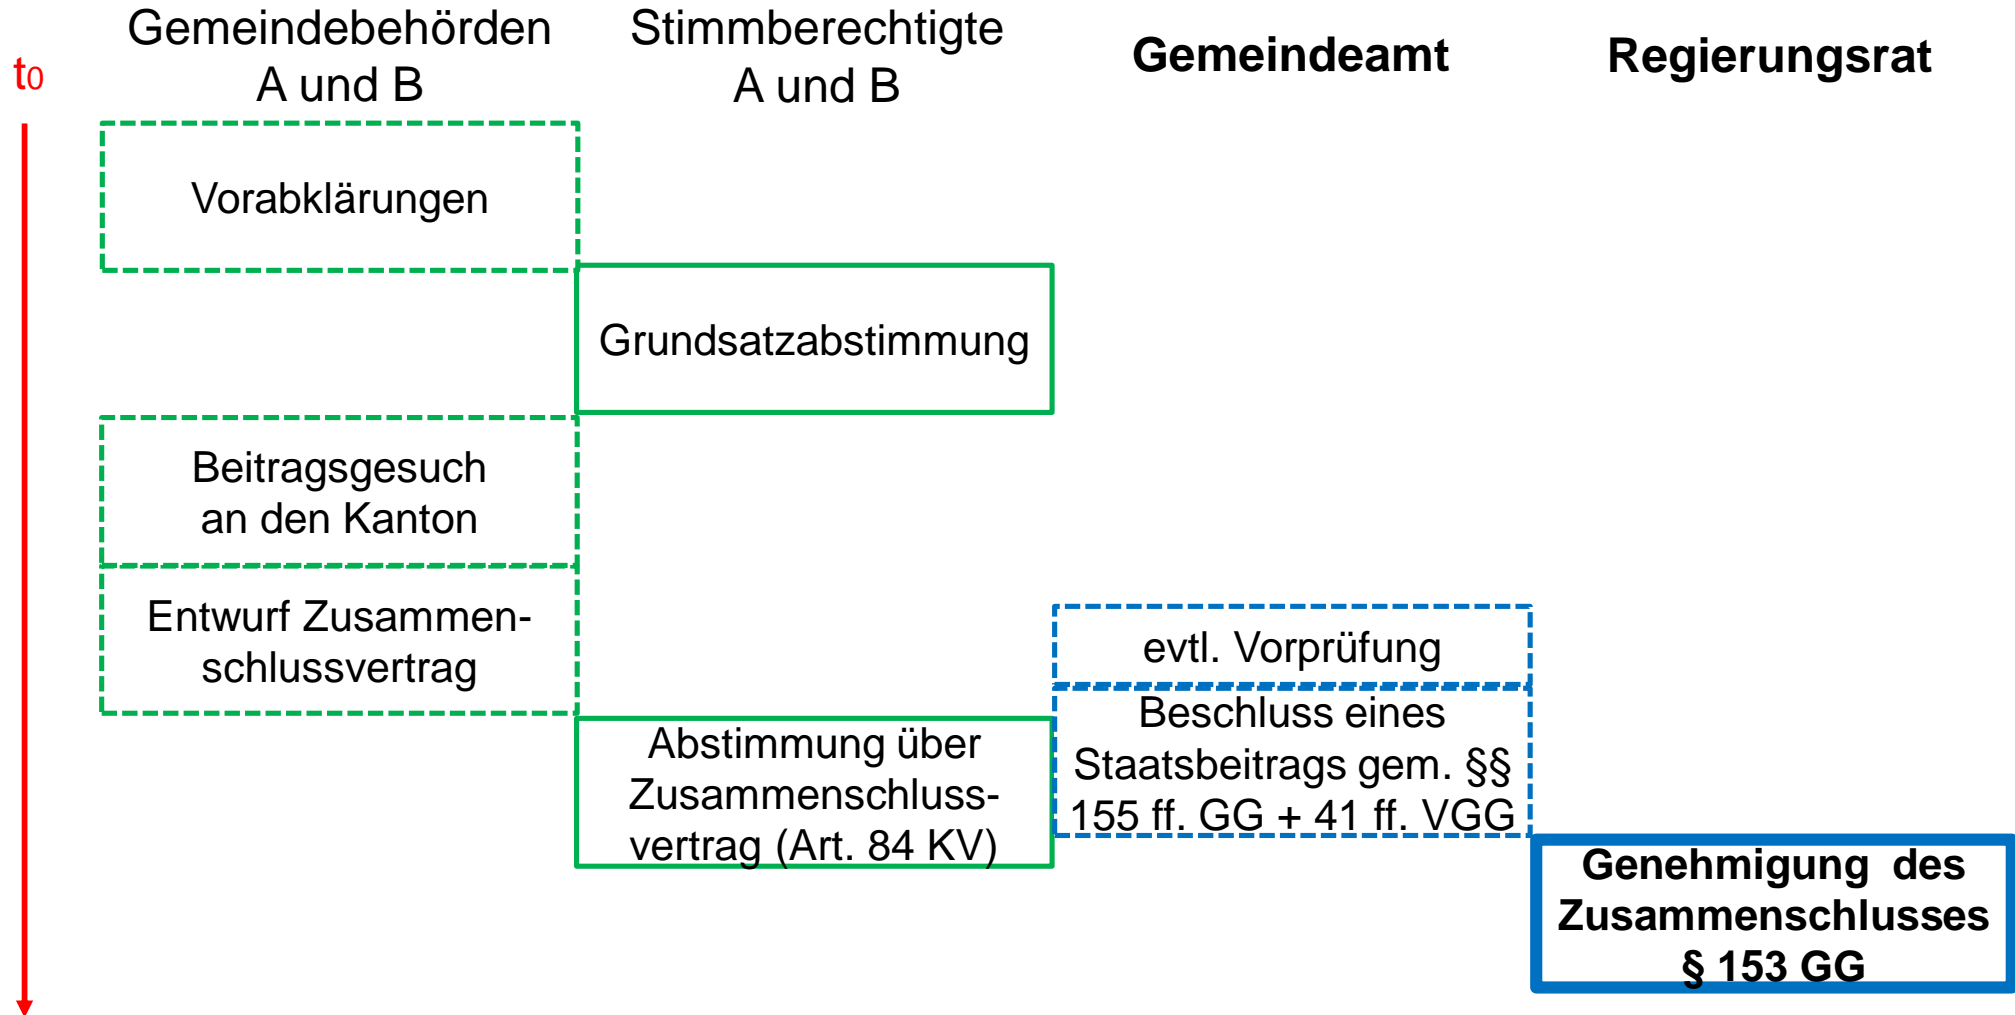 Gemeindebehörden
A und B
Stimmberechtigte
A und B
Gemeindeamt
Regierungsrat
t0
Vorabklärungen
Grundsatzabstimmung
Beitragsgesuch
an den Kanton
Entwurf Zusammen-
schlussvertrag
evtl. Vorprüfung
Beschluss eines
Staatsbeitrags gem. §§
155 ff. GG + 41 ff. VGG
Abstimmung über
Zusammenschluss-
vertrag (Art. 84 KV)
Genehmigung des
Zusammenschlusses
§ 153 GG